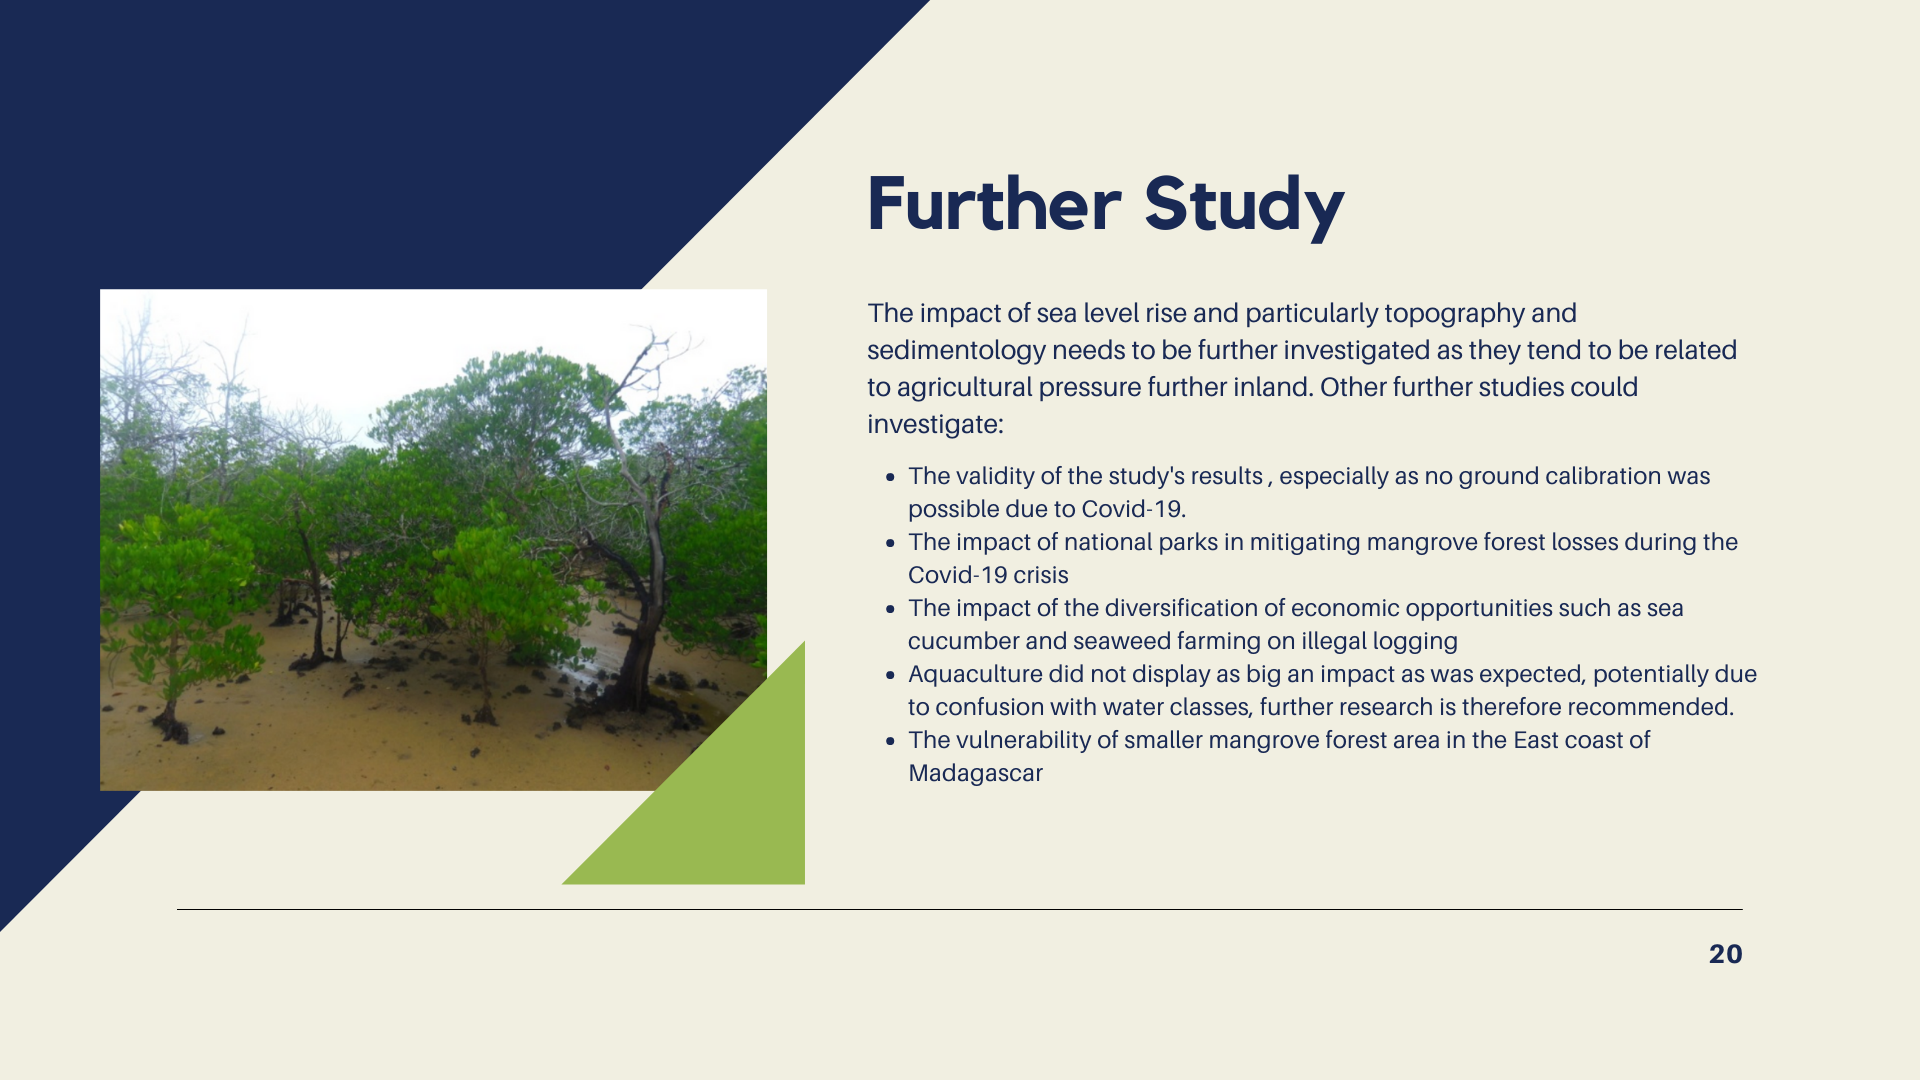 Further Study
The impact of sea level rise and particularly topography and
sedimentology needs to be further investigated as they tend to be related
to agricultural pressure further inland. Other further studies could
investigate:
• The validity of the study's results , especially as no ground calibration was
possible due to Covid-19.
• The impact of national parks in mitigating mangrove forest losses during the
Covid-19 crisis
• The impact of the diversification of economic opportunities such as sea
cucumber and seaweed farming on illegal logging
• Aquaculture did not display as big an impact as was expected, potentially due
to confusion with water classes, further research is therefore recommended.
• The vulnerability of smaller mangrove forest area in the East coast of
Madagascar
20